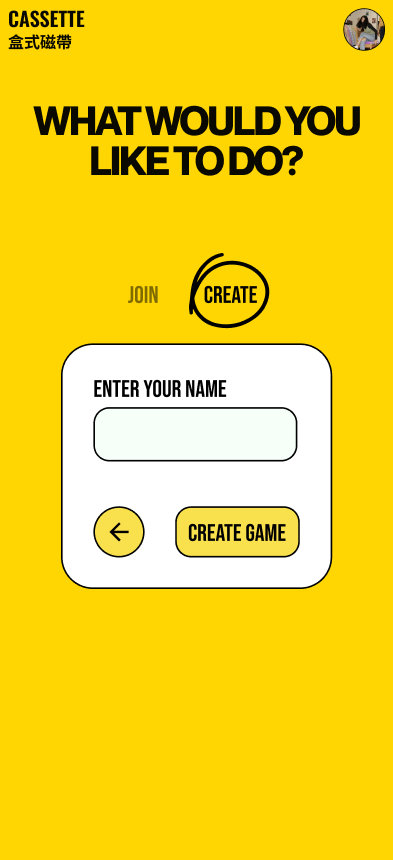 CASSETTE
盒式磁帶
WHAT WOULD YOU
LIKE TO DO?
JOIN
CREATE
ENTER YOUR NAME
CREATE GAME